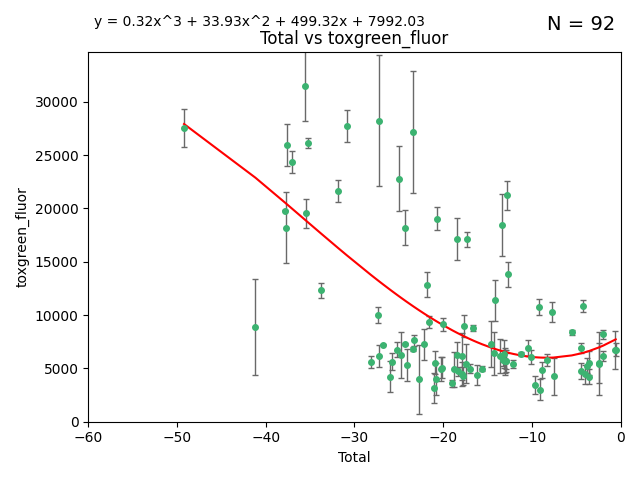 y = 0.32x^3 + 33.93x^2 + 499.32x + 7992.03
N = 92
Total vs toxgreen_fluor
toxgreen_fluor
30000
25000
20000
15000
10000
5000
0
−60
−50
−40
−30
−20
−10
0
Total